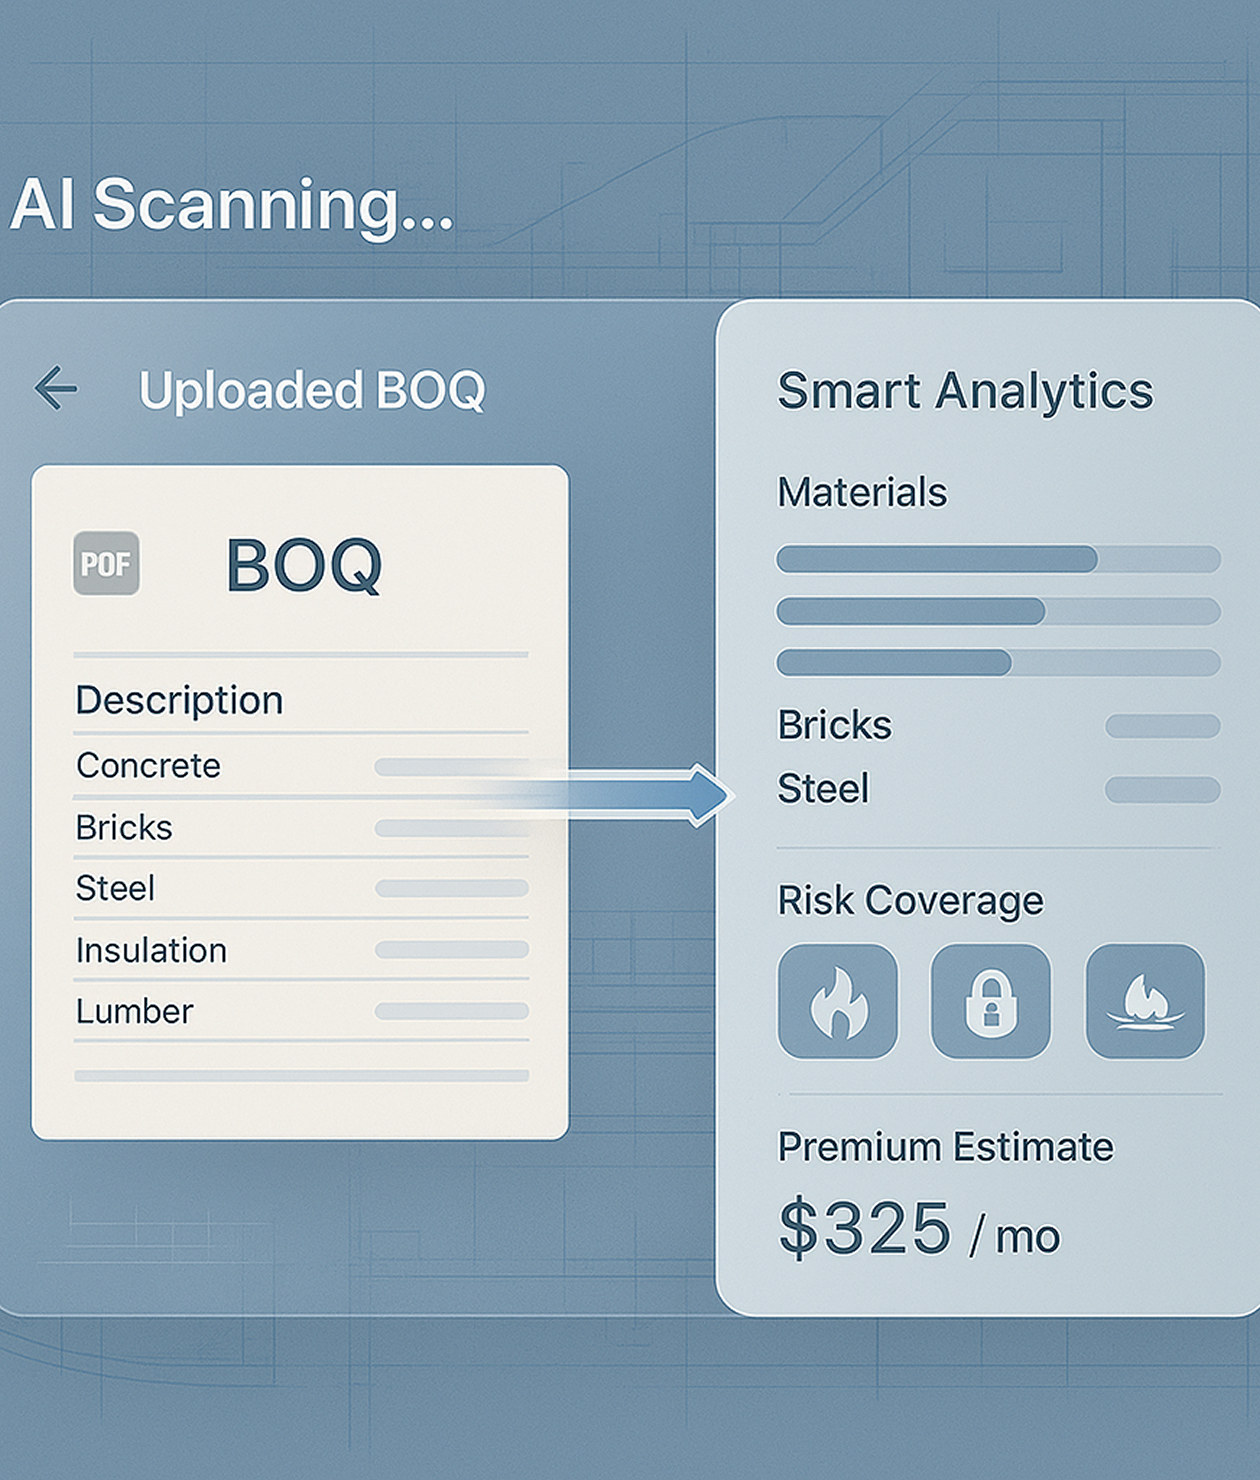 AI Scanning...
Uploaded BOQ
POF
BOQ
Description
Concrete
Bricks
Steel
Insulation
Lumber
Smart Analytics
Materials
Bricks
Steel
Risk Coverage
Premium Estimate
$325 / mo